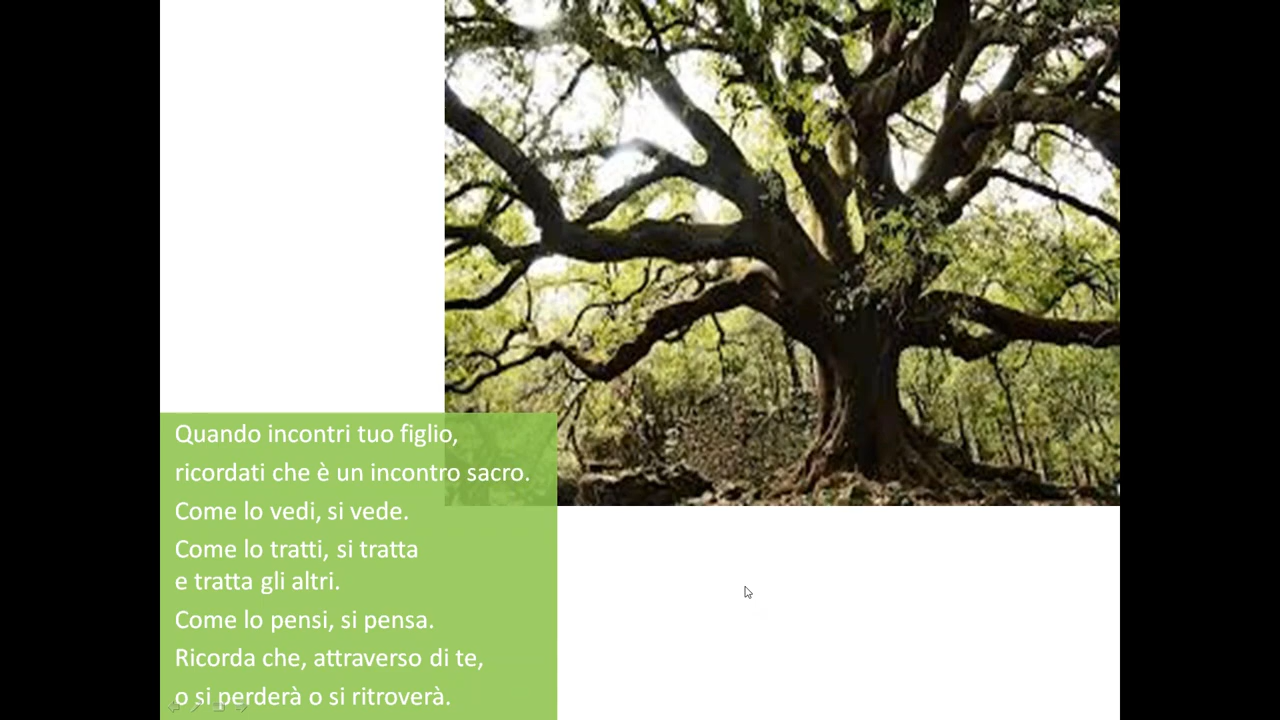 Quando incontri tuo figlio,
ricordati che è un incontro sacro.
Come lo vedi, si vede.
Come lo tratti, si tratta
e tratta gli altri.
Come lo pensi, si pensa.
Ricorda che, attraverso di te,
o si perderà o si ritroverà.